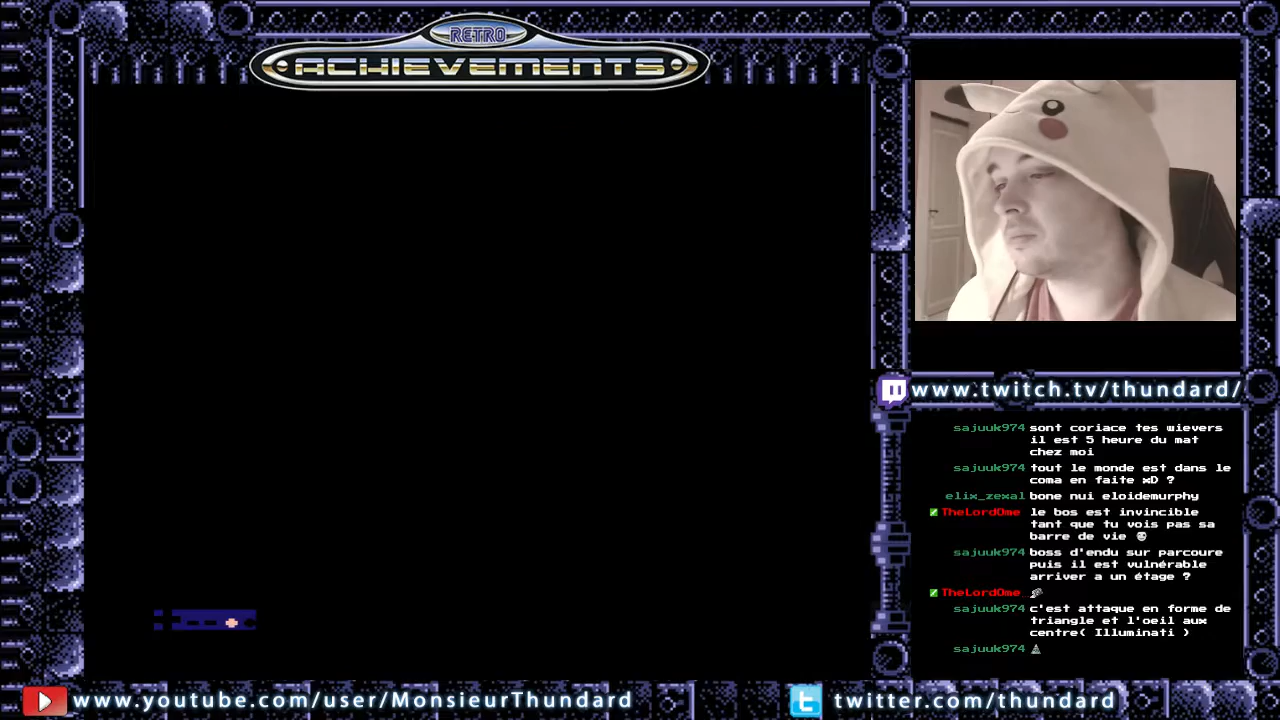 RETRO
ACHIEVEMENTS
www.twitch.tv/thundard/
sajuuk974 sont coriace tes wievers
il est 5 heure du mat
chez moi
sajuuk974 tout le monde est dans le
coma en faite xD ?
elix_zexal bone nui eloidemurphy
TheLordOme le bos est invincible
tant que tu vois pas sa
barre de vie
sajuuk974 boss d'endu sur parcoure
puis il est vulnérable
arriver a un étage ?
TheLordOme
sajuuk974 c'est attaque en forme de
triangle et l'oeil aux
centre( Illuminati )
sajuuk974
www.youtube.com/user/MonsieurThundard
twitter.com/thundard